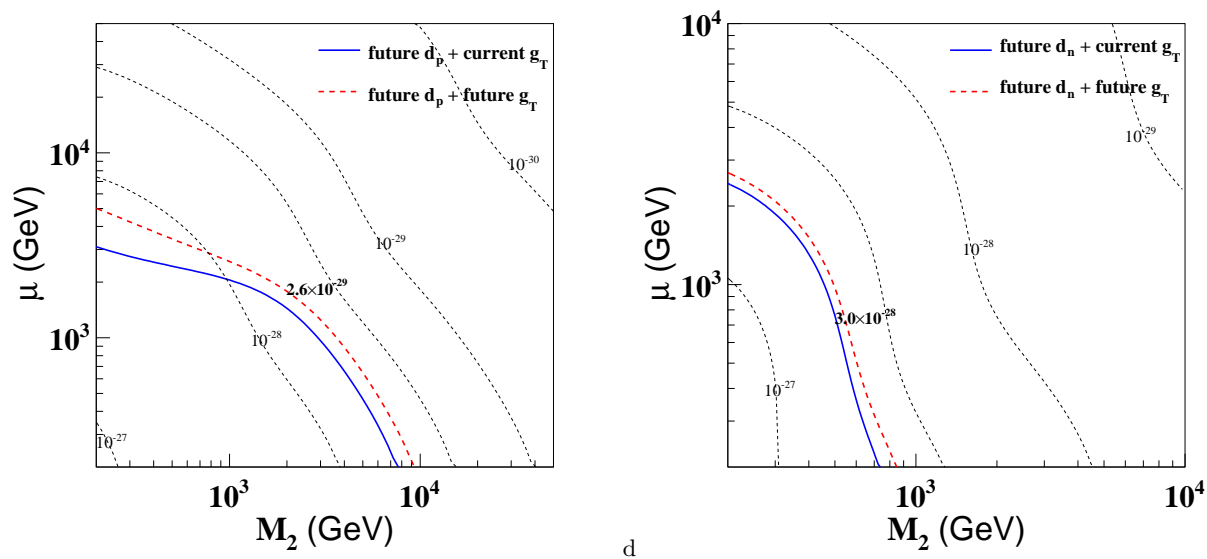 future d_p + current g_T
future d_p + future g_T
10^-30
10^4
10^-29
2.6×10^-29
10^3
10^-28
10^-27
10^3
10^4
μ (GeV)
M_2 (GeV)
d
10^4
future d_n + current g_T
future d_n + future g_T
10^-29
10^-28
10^3
3.0×10^-28
10^-27
10^3
10^4
μ (GeV)
M_2 (GeV)